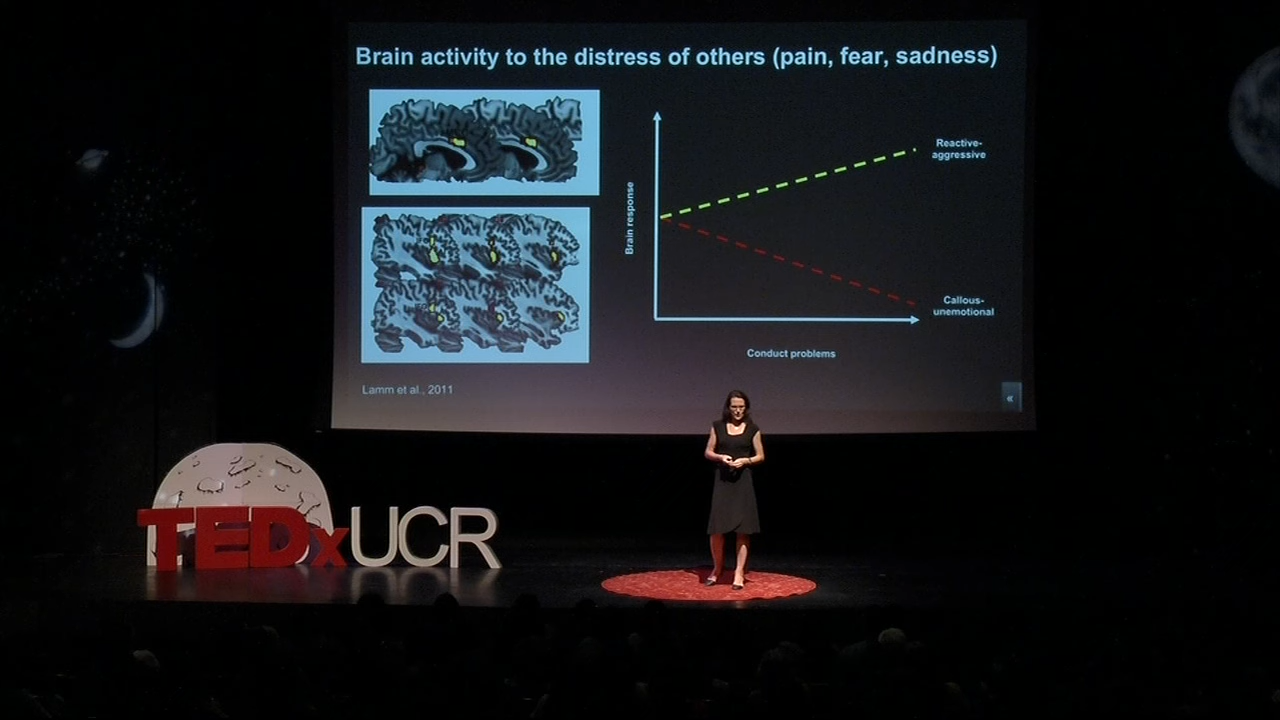 Brain activity to the distress of others (pain, fear, sadness)
Brain response
Reactive-
aggressive
Callous-
unemotional
Conduct problems
Lamm et al., 2011
«
TEDxUCR